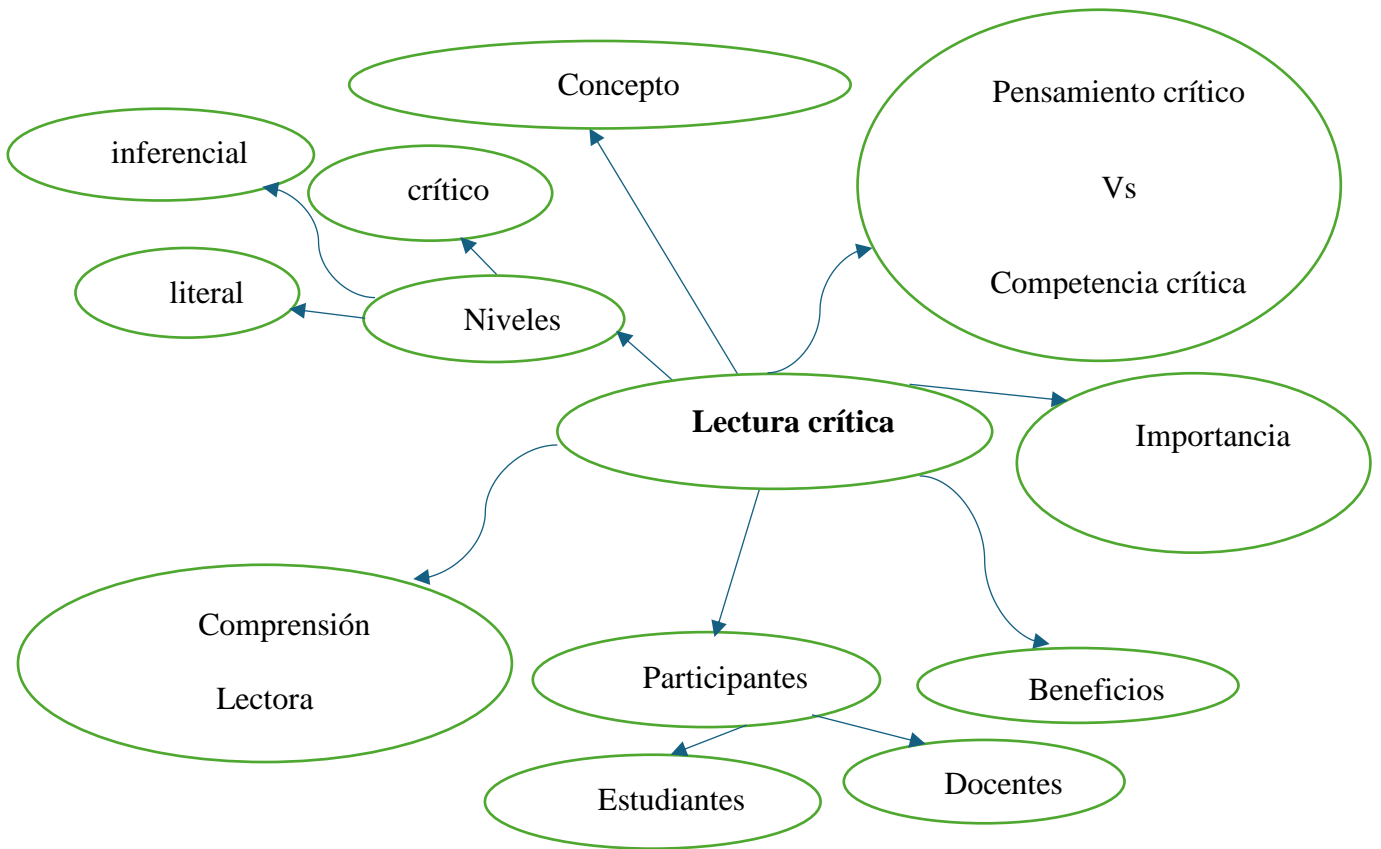 Concepto
Pensamiento crítico
Vs
Competencia crítica
inferencial
crítico
literal
Niveles
Lectura crítica
Importancia
Comprensión
Lectora
Participantes
Beneficios
Estudiantes
Docentes